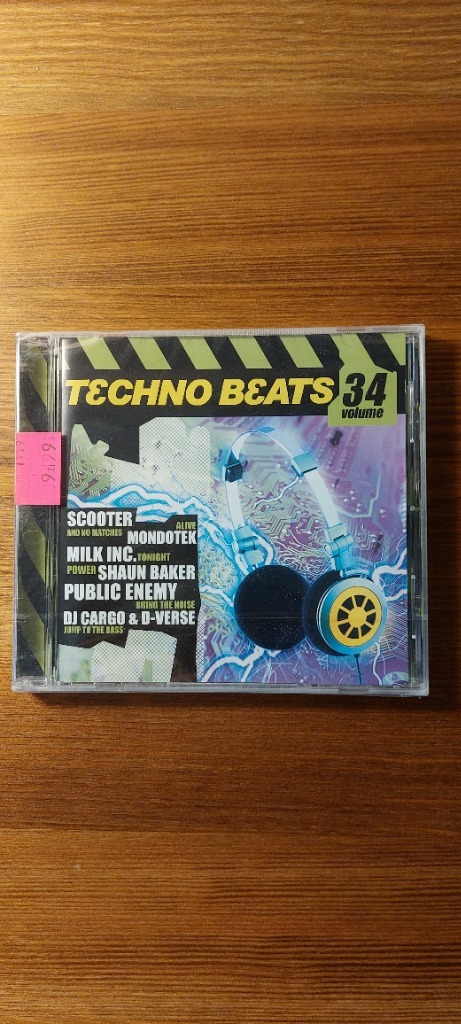 TECHNO BEATS 34
volume
SCOOTER
AND NO MATCHES
ALIVE
MONDOTEK
MILK INC. TONIGHT
POWER SHAUN BAKER
PUBLIC ENEMY
BRING THE NOISE
DJ CARGO & D-VERSE
JUMP TO THE BASS